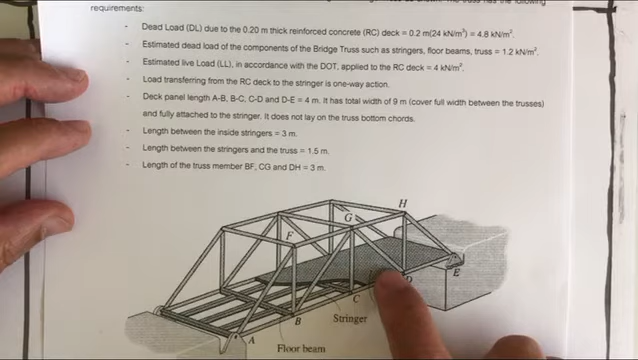 requirements:
- Dead Load (DL) due to the 0.20 m thick reinforced concrete (RC) deck = 0.2 m(24 kN/m³) = 4.8 kN/m².
- Estimated dead load of the components of the Bridge Truss such as stringers, floor beams, truss = 1.2 kN/m².
- Estimated live Load (LL), in accordance with the DOT, applied to the RC deck = 4 kN/m².
- Load transferring from the RC deck to the stringer is one-way action.
- Deck panel length A-B, B-C, C-D and D-E = 4 m. It has total width of 9 m (cover full width between the trusses)
and fully attached to the stringer. It does not lay on the truss bottom chords.
- Length between the inside stringers = 3 m.
- Length between the stringers and the truss = 1.5 m.
- Length of the truss member BF, CG and DH = 3 m.
H
G
F
E
D
C
B
Stringer
A
Floor beam